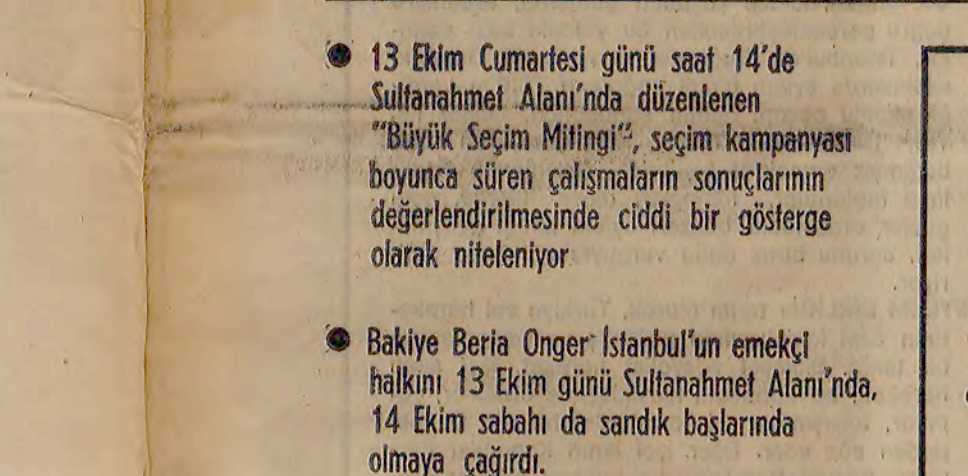 ● 13 Ekim Cumartesi günü saat 14'de
Sultanahmet Alanı'nda düzenlenen
"Büyük Seçim Mitingi", seçim kampanyası
boyunca süren çalışmaların sonuçlarının
değerlendirilmesinde ciddi bir gösterge
olarak niteleniyor.
● Bakiye Beria Onger İstanbul'un emekçi
halkını 13 Ekim günü Sultanahmet Alanı'nda,
14 Ekim sabahı da sandık başlarında
olmaya çağırdı.